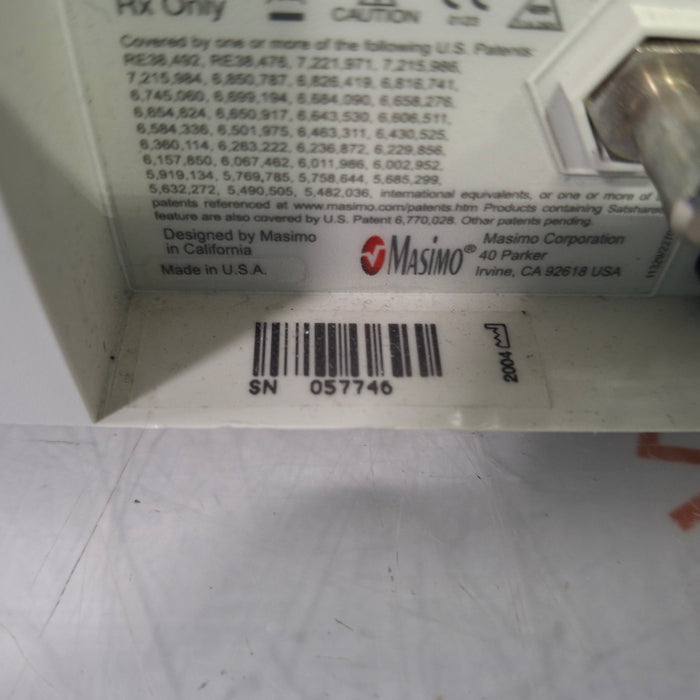 Rx Only
CAUTION
0123
Covered by one or more of the following U.S. Patents:
RE38,492, RE38,476, 7,221,971, 7,215,986,
7,215,984, 6,850,787, 6,826,419, 6,816,741,
6,745,060, 6,699,194, 6,684,090, 6,658,276,
6,654,624, 6,650,917, 6,643,530, 6,606,511,
6,584,336, 6,501,975, 6,463,311, 6,430,525,
6,360,114, 6,263,222, 6,236,872, 6,229,856,
6,157,850, 6,067,462, 6,011,986, 6,002,952,
5,919,134, 5,769,785, 5,758,644, 5,685,299,
5,632,272, 5,490,505, 5,482,036, international equivalents, or one or more of
patents referenced at www.masimo.com/patents.htm Products containing Satshare
feature are also covered by U.S. Patent 6,770,028. Other patents pending.
Designed by Masimo
in California
Made in U.S.A.
Masimo®
Masimo Corporation
40 Parker
Irvine, CA 92618 USA
SN 057746
2004